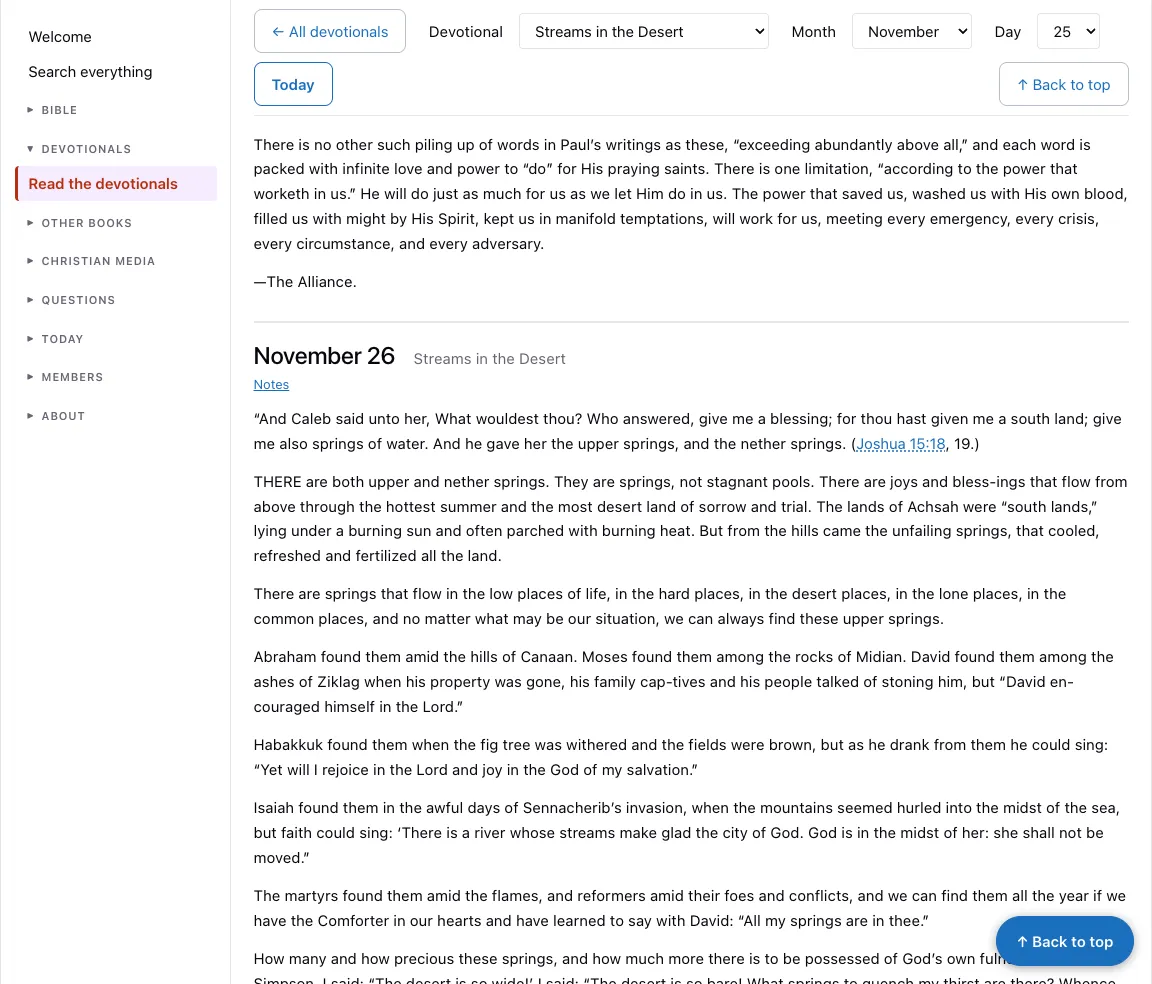 Welcome
Search everything
BIBLE
DEVOTIONALS
Read the devotionals
OTHER BOOKS
CHRISTIAN MEDIA
QUESTIONS
TODAY
MEMBERS
ABOUT
← All devotionals
Devotional
Streams in the Desert
Month
November
Day
25
Today
↑ Back to top
There is no other such piling up of words in Paul’s writings as these, “exceeding abundantly above all,” and each word is
packed with infinite love and power to “do” for His praying saints. There is one limitation, “according to the power that
worketh in us.” He will do just as much for us as we let Him do in us. The power that saved us, washed us with His own blood,
filled us with might by His Spirit, kept us in manifold temptations, will work for us, meeting every emergency, every crisis,
every circumstance, and every adversary.
—The Alliance.
November 26 Streams in the Desert
Notes
“And Caleb said unto her, What wouldest thou? Who answered, give me a blessing; for thou hast given me a south land; give
me also springs of water. And he gave her the upper springs, and the nether springs. (Joshua 15:18, 19.)
THERE are both upper and nether springs. They are springs, not stagnant pools. There are joys and bless-ings that flow from
above through the hottest summer and the most desert land of sorrow and trial. The lands of Achsah were “south lands,”
lying under a burning sun and often parched with burning heat. But from the hills came the unfailing springs, that cooled,
refreshed and fertilized all the land.
There are springs that flow in the low places of life, in the hard places, in the desert places, in the lone places, in the
common places, and no matter what may be our situation, we can always find these upper springs.
Abraham found them amid the hills of Canaan. Moses found them among the rocks of Midian. David found them among the
ashes of Ziklag when his property was gone, his family cap-tives and his people talked of stoning him, but “David en-
couraged himself in the Lord.”
Habakkuk found them when the fig tree was withered and the fields were brown, but as he drank from them he could sing:
“Yet will I rejoice in the Lord and joy in the God of my salvation.”
Isaiah found them in the awful days of Sennacherib’s invasion, when the mountains seemed hurled into the midst of the sea,
but faith could sing: ‘There is a river whose streams make glad the city of God. God is in the midst of her: she shall not be
moved.”
The martyrs found them amid the flames, and reformers amid their foes and conflicts, and we can find them all the year if we
have the Comforter in our hearts and have learned to say with David: “All my springs are in thee.”
How many and how precious these springs, and how much more there is to be possessed of God’s own
Simpson. I said: “The desert is so wide!’ I said: “The desert is so bare! What springs to quench my thirst are there? Whence
↑ Back to top